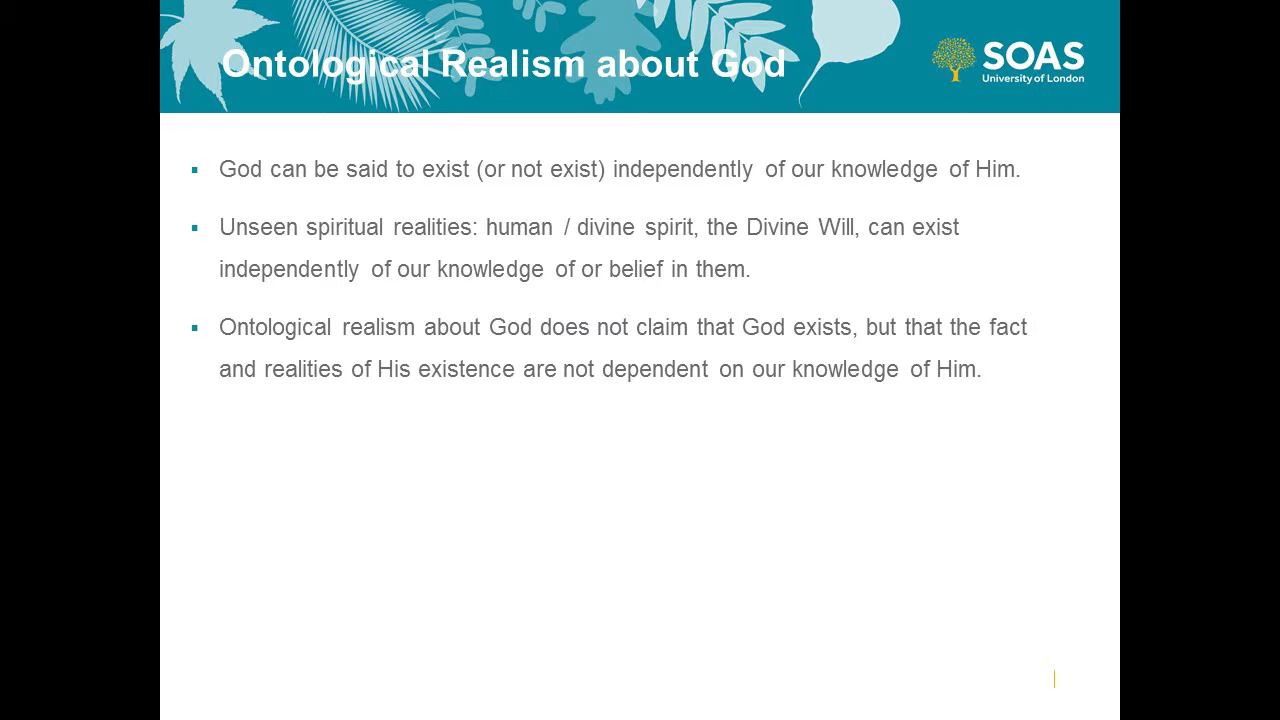 Ontological Realism about God
SOAS
University of London
▪ God can be said to exist (or not exist) independently of our knowledge of Him.
▪ Unseen spiritual realities: human / divine spirit, the Divine Will, can exist
independently of our knowledge of or belief in them.
▪ Ontological realism about God does not claim that God exists, but that the fact
and realities of His existence are not dependent on our knowledge of Him.